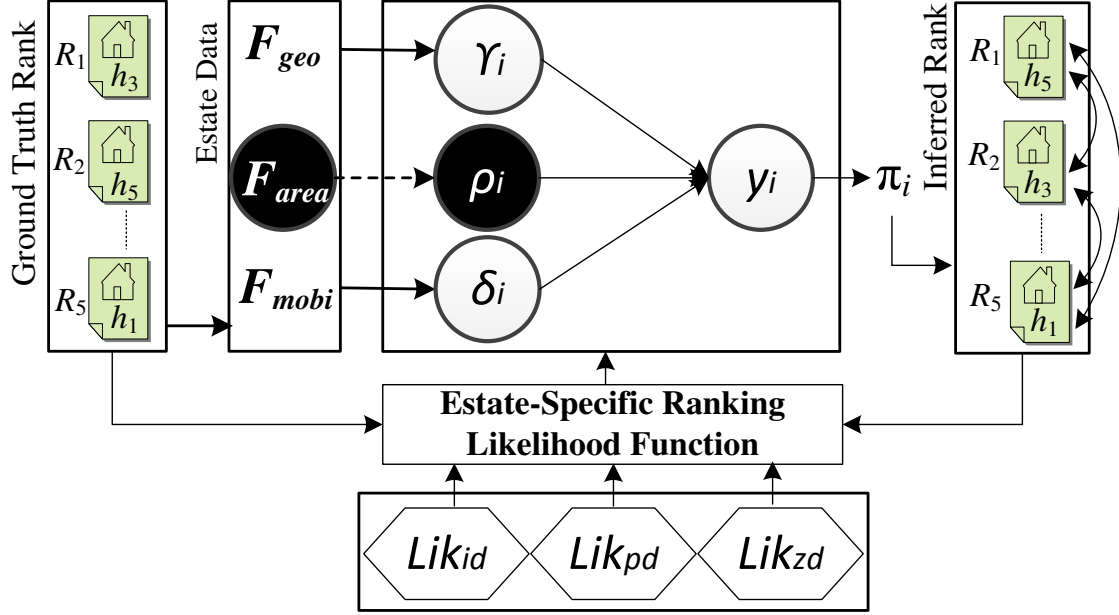 Ground Truth Rank
R1
h3
R2
h5
R5
h1
Estate Data
Fgeo
Farea
Fmobi
ϒi
ρi
δi
yi
πi
Inferred Rank
R1
h5
R2
h3
R5
h1
Estate-Specific Ranking
Likelihood Function
Likid
Likpd
Likzd